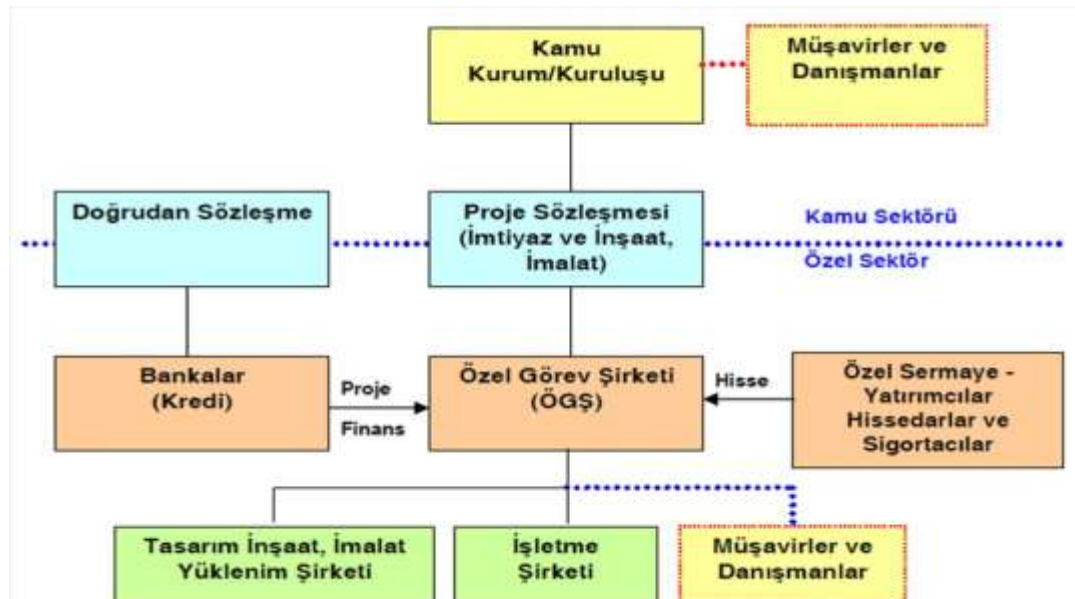 Kamu
Kurum/Kuruluşu
Müşavirler ve
Danışmanlar
Doğrudan Sözleşme
Proje Sözleşmesi
(İmtiyaz ve İnşaat,
İmalat)
Kamu Sektörü
Özel Sektör
Bankalar
(Kredi)
Proje
Finans
Özel Görev Şirketi
(ÖGŞ)
Hisse
Özel Sermaye -
Yatırımcılar
Hissedarlar ve
Sigortacılar
Tasarım İnşaat, İmalat
Yüklenim Şirketi
İşletme
Şirketi
Müşavirler ve
Danışmanlar